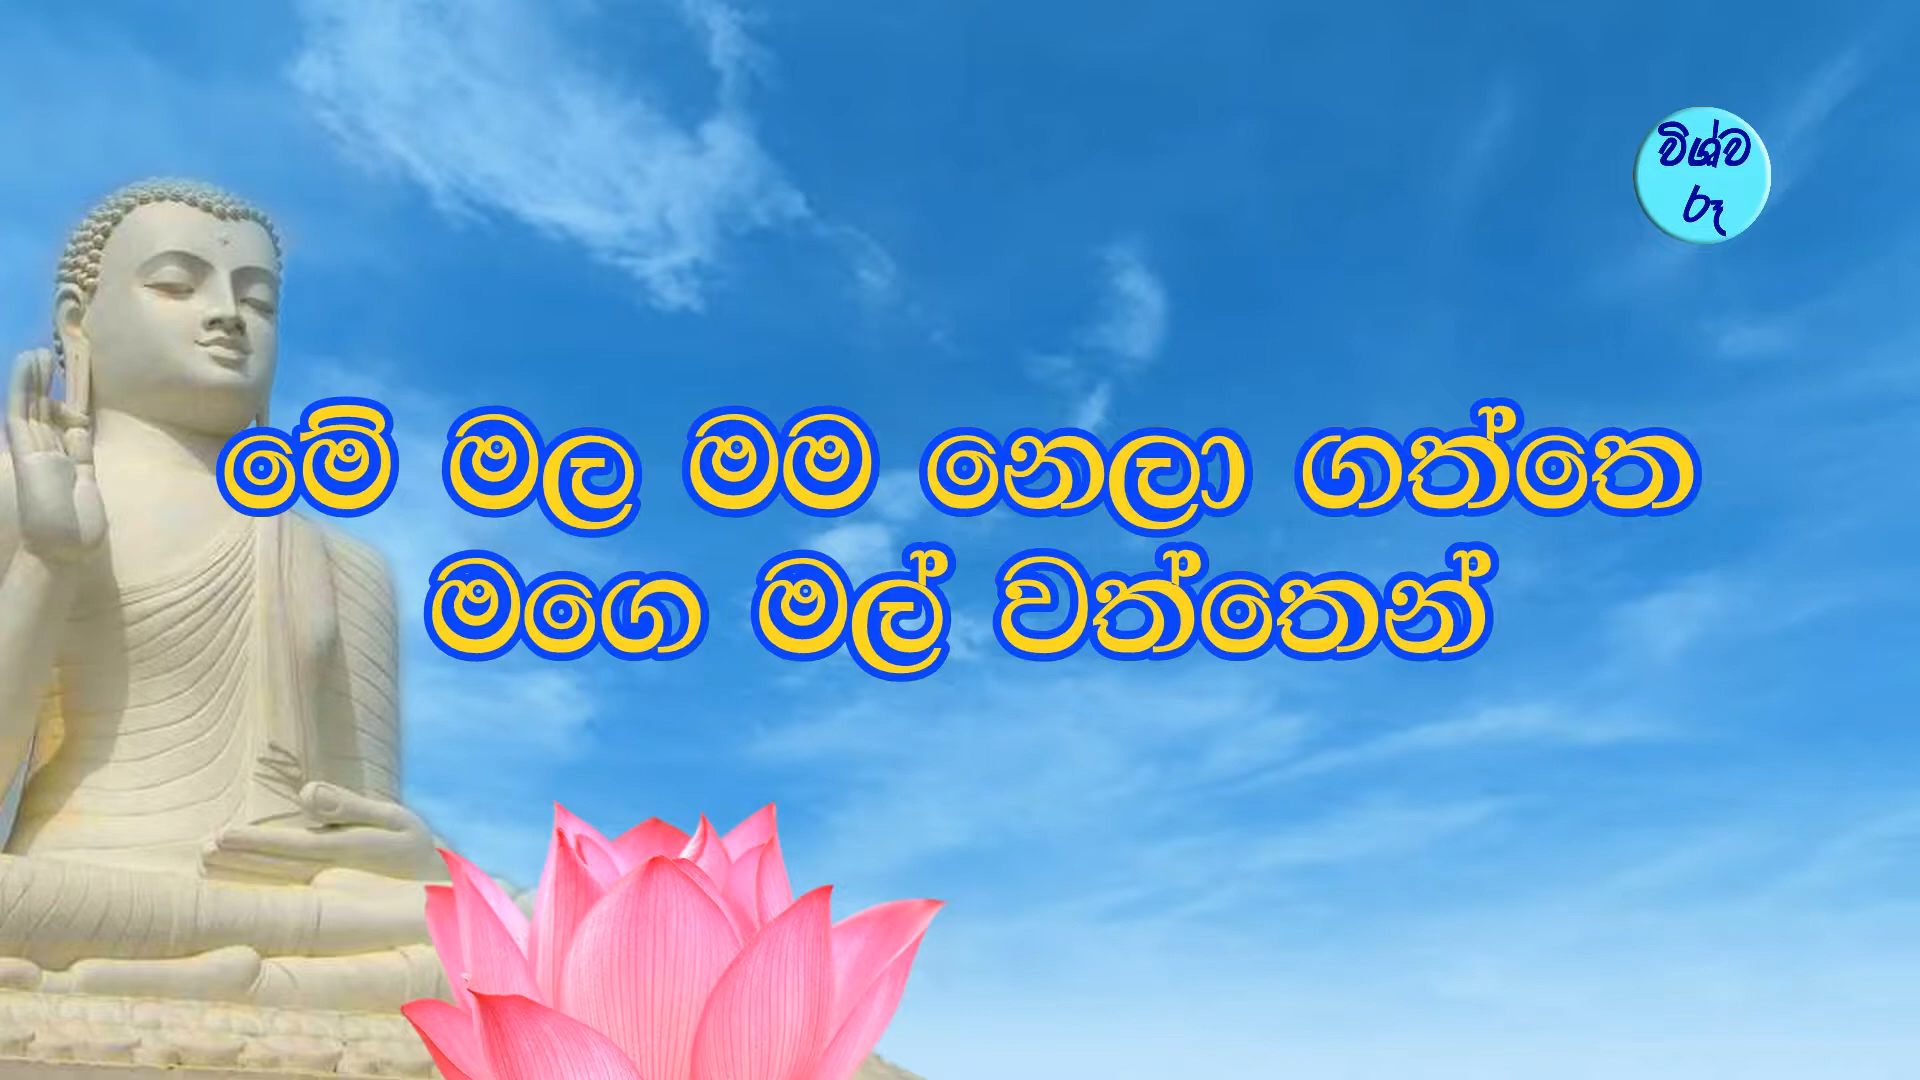 විශ්ව
රූ
මේ මල මම නෙලා ගත්තෙ
මගෙ මල් වත්තෙන්